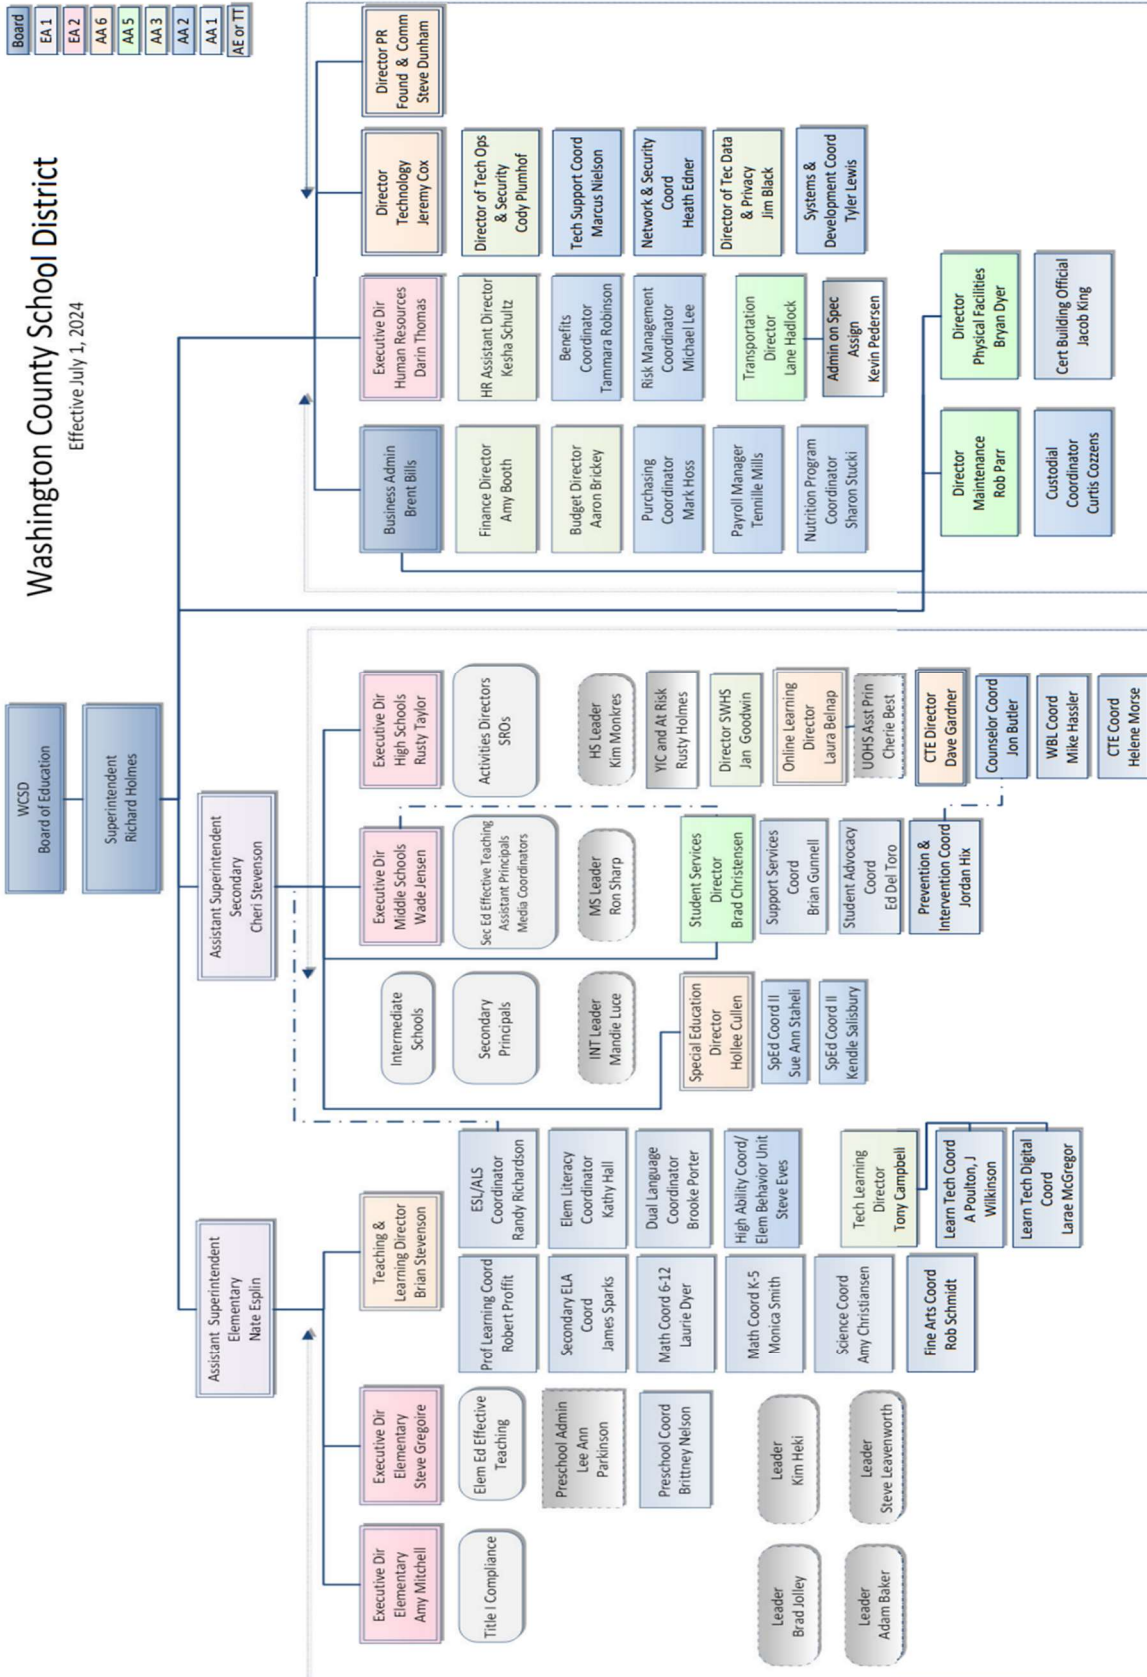 Washington County School District
Effective July 1, 2024
Board
EA 1
EA 2
AA 6
AA 5
AA 3
AA 2
AA 1
AE or TT
WCSD
Board of Education
Superintendent
Richard Holmes
Assistant Superintendent
Elementary
Nate Esplin
Assistant Superintendent
Secondary
Cheri Stevenson
Executive Dir
Elementary
Amy Mitchell
Title I Compliance
Leader
Brad Jolley
Leader
Adam Baker
Executive Dir
Elementary
Steve Gregoire
Elem Ed Effective
Teaching
Preschool Admin
Lee Ann
Parkinson
Preschool Coord
Brittney Nelson
Leader
Kim Heki
Leader
Steve Leavenworth
Teaching &
Learning Director
Brian Stevenson
Prof Learning Coord
Robert Proffit
Secondary ELA
Coord
James Sparks
Math Coord 6-12
Laurie Dyer
Math Coord K-5
Monica Smith
Science Coord
Amy Christiansen
Fine Arts Coord
Rob Schmidt
ESL/ALS
Coordinator
Randy Richardson
Elem Literacy
Coordinator
Kathy Hall
Dual Language
Coordinator
Brooke Porter
High Ability Coord/
Elem Behavior Unit
Steve Eves
Tech Learning
Director
Tony Campbell
Learn Tech Coord
A Poulton, J
Wilkinson
Learn Tech Digital
Coord
Larae McGregor
Intermediate
Schools
Secondary
Principals
INT Leader
Mandie Luce
Special Education
Director
Hollee Cullen
SpEd Coord II
Sue Ann Staheli
SpEd Coord II
Kendle Salisbury
Executive Dir
Middle Schools
Wade Jensen
Sec Ed Effective Teaching
Assistant Principals
Media Coordinators
MS Leader
Ron Sharp
Student Services
Director
Brad Christensen
Support Services
Coord
Brian Gunnell
Student Advocacy
Coord
Ed Del Toro
Prevention &
Intervention Coord
Jordan Hix
Executive Dir
High Schools
Rusty Taylor
Activities Directors
SROs
HS Leader
Kim Monkres
YIC and At Risk
Rusty Holmes
Director SWHS
Jan Goodwin
Online Learning
Director
Laura Belnap
UOHS Asst Prin
Cherie Best
CTE Director
Dave Gardner
Counselor Coord
Jon Butler
WBL Coord
Mike Hassler
CTE Coord
Helene Morse
Business Admin
Brent Bills
Finance Director
Amy Booth
Budget Director
Aaron Brickey
Purchasing
Coordinator
Mark Hoss
Payroll Manager
Tennille Mills
Nutrition Program
Coordinator
Sharon Stucki
Director
Maintenance
Rob Parr
Custodial
Coordinator
Curtis Cozzens
Executive Dir
Human Resources
Darin Thomas
HR Assistant Director
Kesha Schultz
Benefits
Coordinator
Tammara Robinson
Risk Management
Coordinator
Michael Lee
Transportation
Director
Lane Hadlock
Admin on Spec
Assign
Kevin Pedersen
Director
Physical Facilities
Bryan Dyer
Cert Building Official
Jacob King
Director
Technology
Jeremy Cox
Director of Tech Ops
& Security
Cody Plumhof
Tech Support Coord
Marcus Nielson
Network & Security
Coord
Heath Edner
Director of Tec Data
& Privacy
Jim Black
Systems &
Development Coord
Tyler Lewis
Director PR
Found & Comm
Steve Dunham